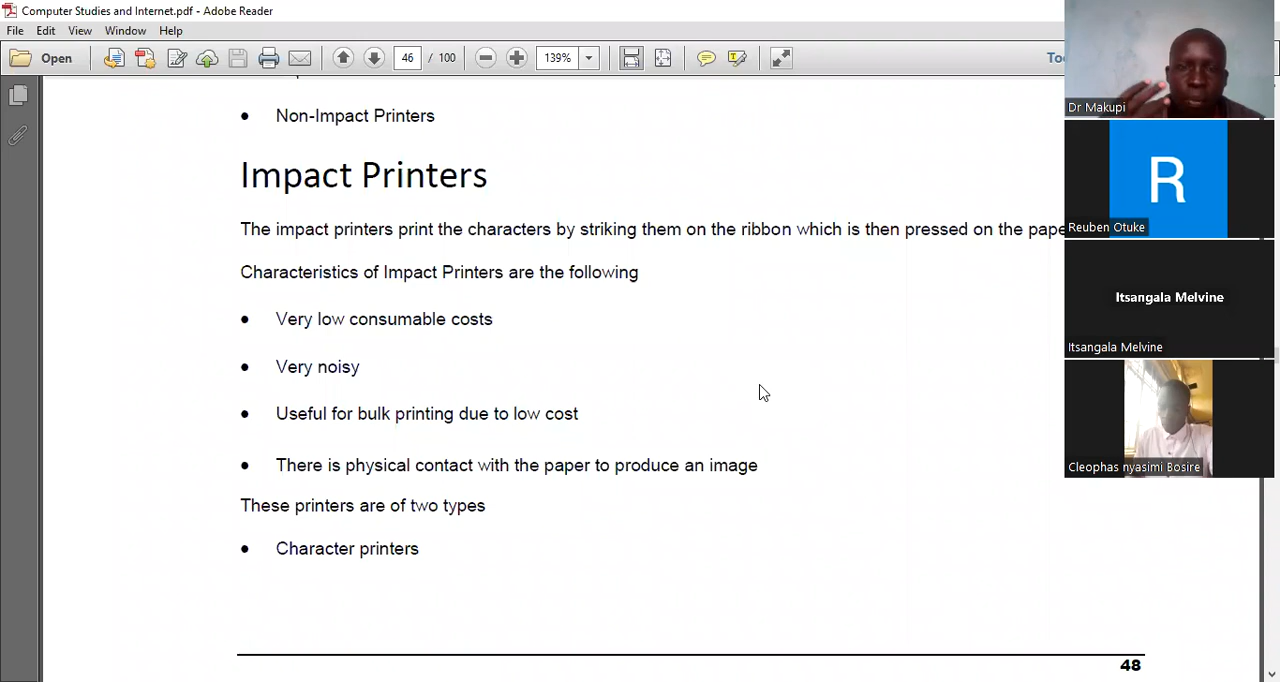 Computer Studies and Internet.pdf - Adobe Reader
File Edit View Window Help
Open 46 / 100 139%
• Non-Impact Printers
Impact Printers
The impact printers print the characters by striking them on the ribbon which is then pressed on the
Characteristics of Impact Printers are the following
• Very low consumable costs
• Very noisy
• Useful for bulk printing due to low cost
• There is physical contact with the paper to produce an image
These printers are of two types
• Character printers
48
Dr Makupi
R
Reuben Otuke
Itsangala Melvine
Itsangala Melvine
Cleophas nyasimi Bosire